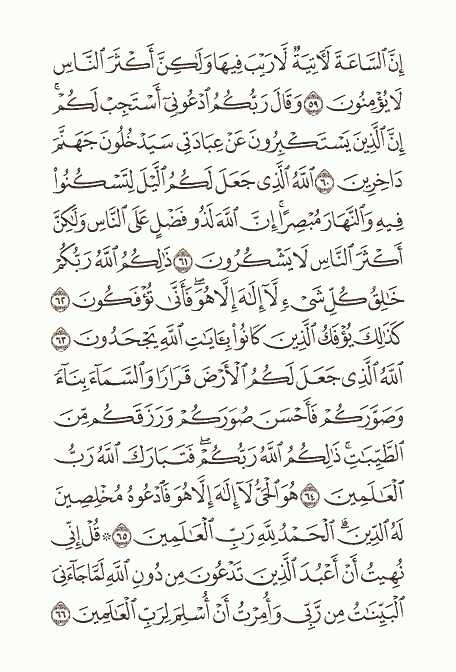 إِنَّ ٱلسَّاعَةَ لَـَٔاتِيَةٌ لَّا رَيْبَ فِيهَا وَلَـٰكِنَّ أَكْثَرَ ٱلنَّاسِ
لَا يُؤْمِنُونَ ٥٩ وَقَالَ رَبُّكُمُ ٱدْعُونِىٓ أَسْتَجِبْ لَكُمْ ۚ
إِنَّ ٱلَّذِينَ يَسْتَكْبِرُونَ عَنْ عِبَادَتِى سَيَدْخُلُونَ جَهَنَّمَ
دَاخِرِينَ ٦٠ ٱللَّهُ ٱلَّذِى جَعَلَ لَكُمُ ٱلَّيْلَ لِتَسْكُنُوا۟
فِيهِ وَٱلنَّهَارَ مُبْصِرًا ۚ إِنَّ ٱللَّهَ لَذُو فَضْلٍ عَلَى ٱلنَّاسِ وَلَـٰكِنَّ
أَكْثَرَ ٱلنَّاسِ لَا يَشْكُرُونَ ٦١ ذَٰلِكُمُ ٱللَّهُ رَبُّكُمْ
خَـٰلِقُ كُلِّ شَىْءٍ لَّآ إِلَـٰهَ إِلَّا هُوَ ۖ فَأَنَّىٰ تُؤْفَكُونَ ٦٢
كَذَٰلِكَ يُؤْفَكُ ٱلَّذِينَ كَانُوا۟ بِـَٔايَـٰتِ ٱللَّهِ يَجْحَدُونَ ٦٣
ٱللَّهُ ٱلَّذِى جَعَلَ لَكُمُ ٱلْأَرْضَ قَرَارًا وَٱلسَّمَآءَ بِنَآءً
وَصَوَّرَكُمْ فَأَحْسَنَ صُوَرَكُمْ وَرَزَقَكُم مِّنَ
ٱلطَّيِّبَـٰتِ ۚ ذَٰلِكُمُ ٱللَّهُ رَبُّكُمْ ۖ فَتَبَارَكَ ٱللَّهُ رَبُّ
ٱلْعَـٰلَمِينَ ٦٤ هُوَ ٱلْحَىُّ لَآ إِلَـٰهَ إِلَّا هُوَ فَٱدْعُوهُ مُخْلِصِينَ
لَهُ ٱلدِّينَ ۗ ٱلْحَمْدُ لِلَّهِ رَبِّ ٱلْعَـٰلَمِينَ ٦٥ ۞ قُلْ إِنِّى
نُهِيتُ أَنْ أَعْبُدَ ٱلَّذِينَ تَدْعُونَ مِن دُونِ ٱللَّهِ لَمَّا جَآءَنِىَ
ٱلْبَيِّنَـٰتُ مِن رَّبِّى وَأُمِرْتُ أَنْ أُسْلِمَ لِرَبِّ ٱلْعَـٰلَمِينَ ٦٦